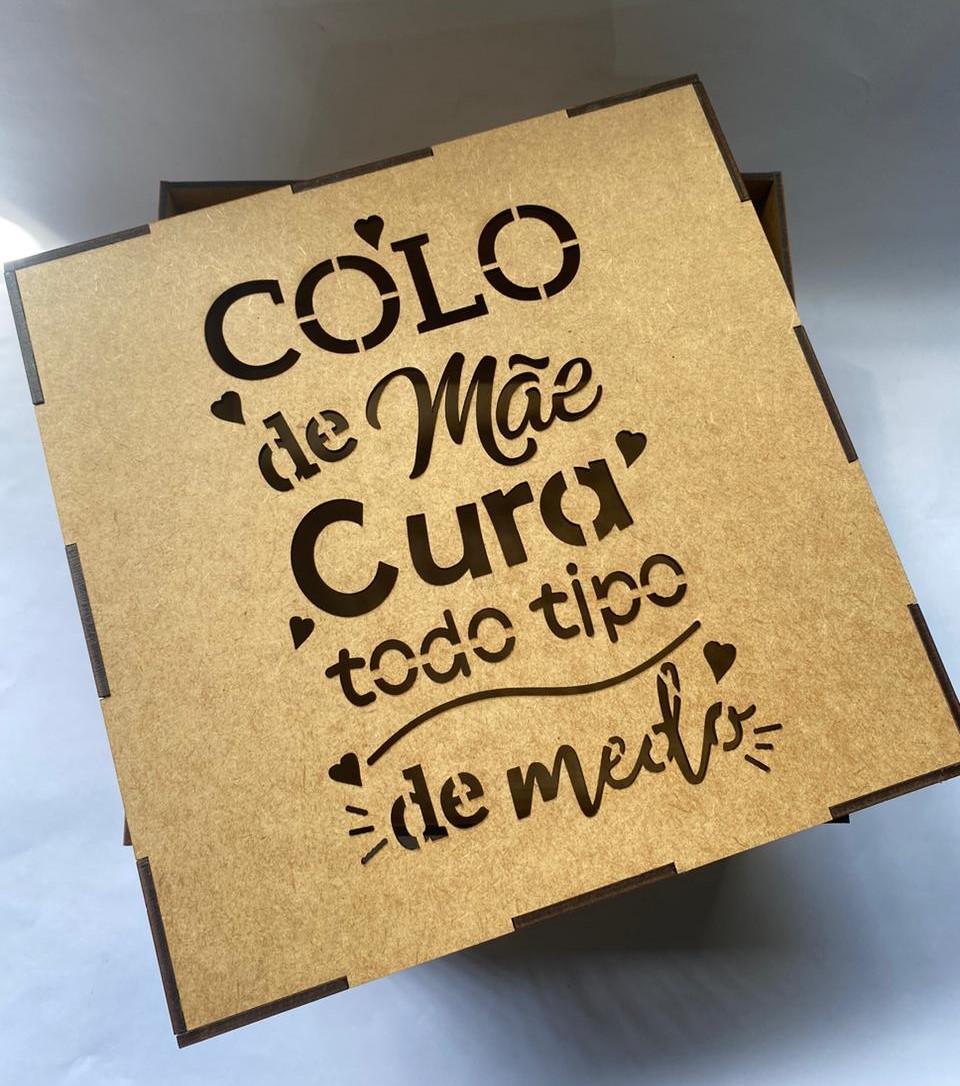 COLO
de Mãe
Cura
todo tipo
de medo